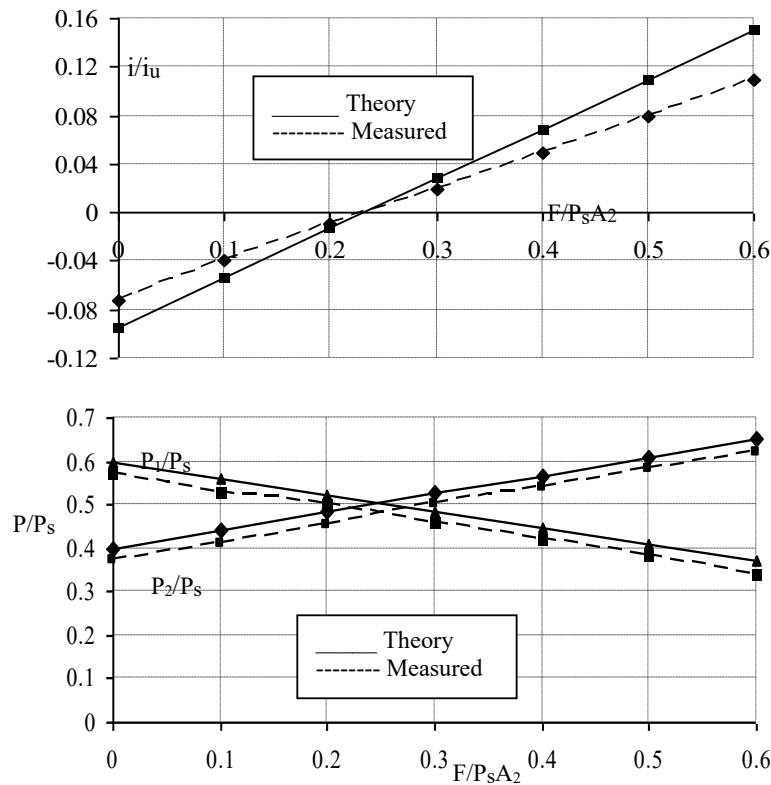 0.16
i/iu
0.12
Theory
Measured
0.08
0.04
0
F/PsA2
0 0.1 0.2 0.3 0.4 0.5 0.6
-0.04
-0.08
-0.12
0.7
0.6
P1/Ps
0.5
P/Ps
0.4
P2/Ps
0.3
0.2
Theory
Measured
0.1
0
0 0.1 0.2 0.3 0.4 0.5 0.6
F/PsA2